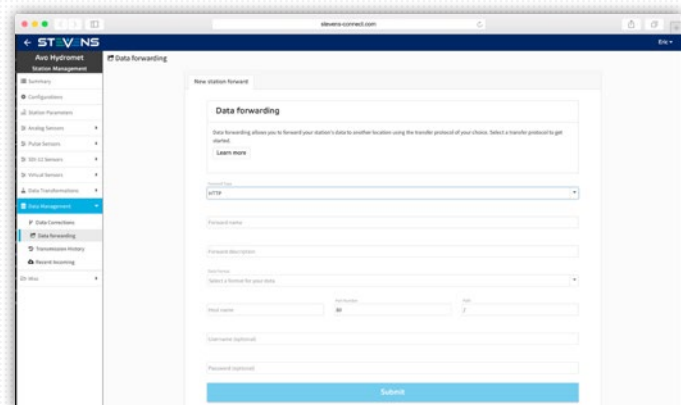 stevens-connect.com
STEVENS
Eric
Avo Hydromet
Station Management
Data forwarding
Summary
Configurations
Station Parameters
Analog Sensors
Pulse Sensors
SDI-12 Sensors
Virtual Sensors
Data Transformations
Data Management
Data Corrections
Data forwarding
Transmission History
Recent Incoming
Misc
New station forward
Data forwarding
Data forwarding allows you to forward your station's data to another location using the transfer protocol of your choice. Select a transfer protocol to get
started.
Learn more
Forward Type
HTTP
Forward name
Forward description
Data Format
Select a format for your data
Host name
Port Number
80
Path
/
Username (optional)
Password (optional)
Submit